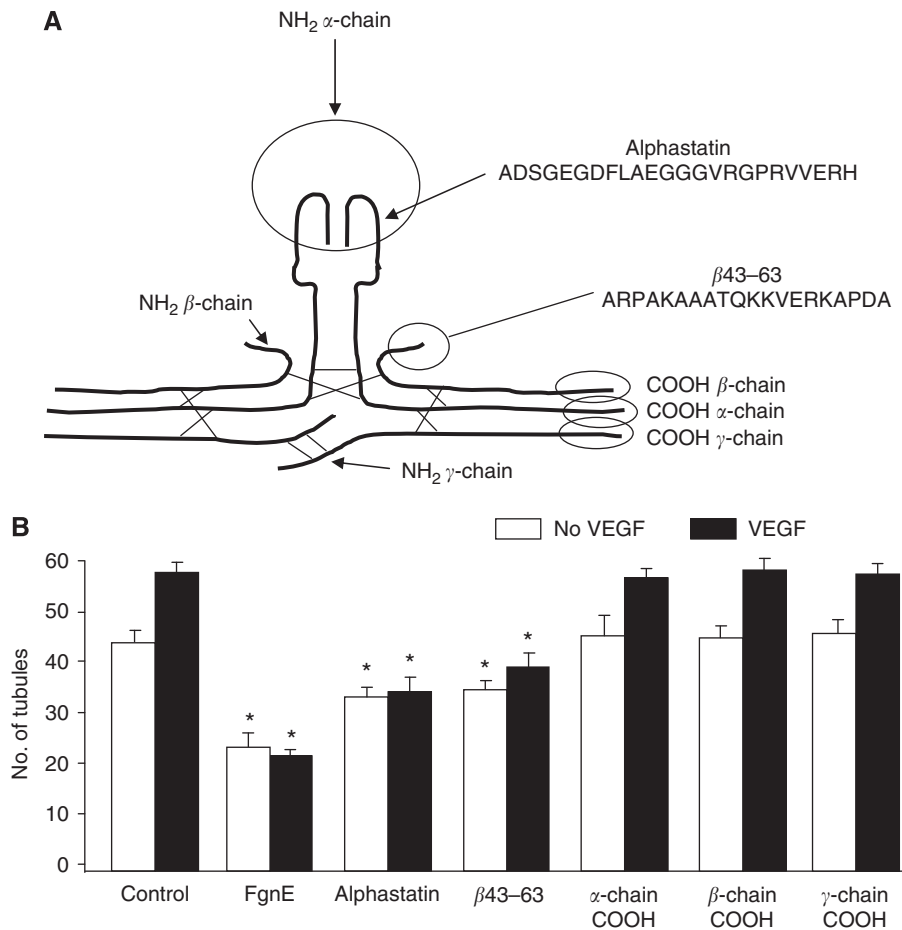 A
NH₂ α-chain
Alphastatin
ADSGEGDFLAEGGGVRGPRVVERH
β43–63
ARPAKAAATQKKVERKAPDA
NH₂ β-chain
COOH β-chain
COOH α-chain
COOH γ-chain
NH₂ γ-chain
B
No VEGF
VEGF
No. of tubules
60
50
40
30
20
10
0
* * * * * *
Control
FgnE
Alphastatin
β43–63
α-chain
COOH
β-chain
COOH
γ-chain
COOH